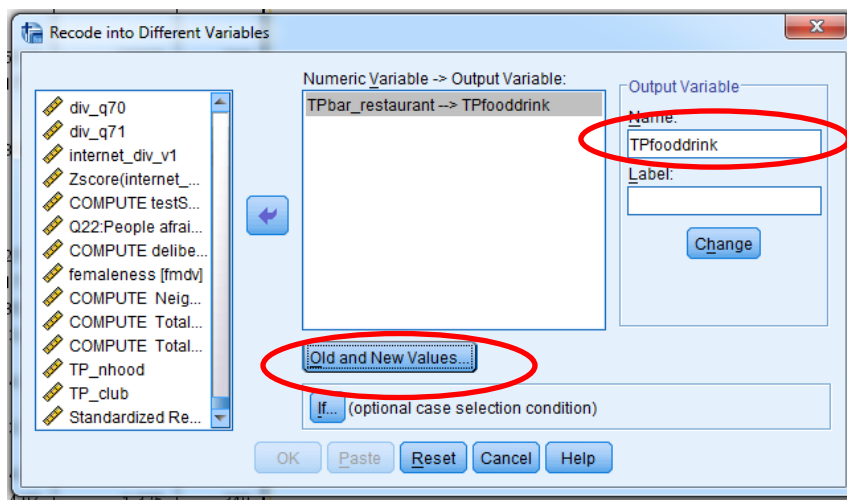 Recode into Different Variables
div_q70
div_q71
internet_div_v1
Zscore(internet_...
COMPUTE testS...
Q22:People afrai...
COMPUTE delibe...
femaleness [fmdv]
COMPUTE Neig...
COMPUTE Total...
COMPUTE Total...
TP_nhood
TP_club
Standardized Re...
Numeric Variable -> Output Variable:
TPbar_restaurant --> TPfooddrink
Output Variable
Name:
TPfooddrink
Label:
Change
Old and New Values...
If... (optional case selection condition)
OK Paste Reset Cancel Help